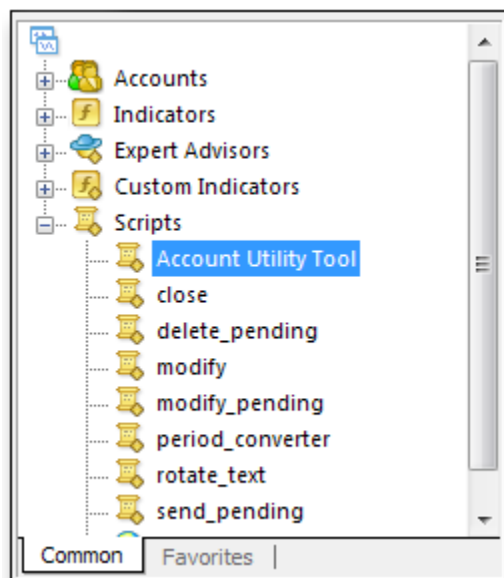 Accounts
Indicators
Expert Advisors
Custom Indicators
Scripts
Account Utility Tool
close
delete_pending
modify
modify_pending
period_converter
rotate_text
send_pending
Common Favorites